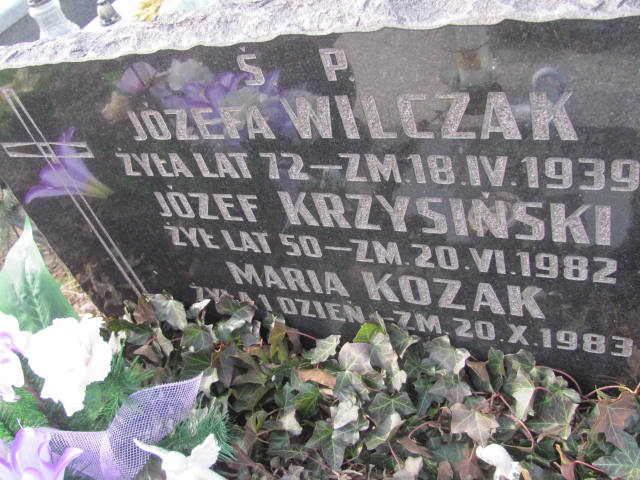 Ś P.
JÓZEFA WILCZAK
ŻYŁA LAT 72 – ZM. 18.IV.1939
JÓZEF KRZYSIŃSKI
ŻYŁ LAT 50 – ZM. 20.VI.1982
MARIA KOZAK
ŻYŁA 1 DZIEŃ – ZM. 20.X.1983